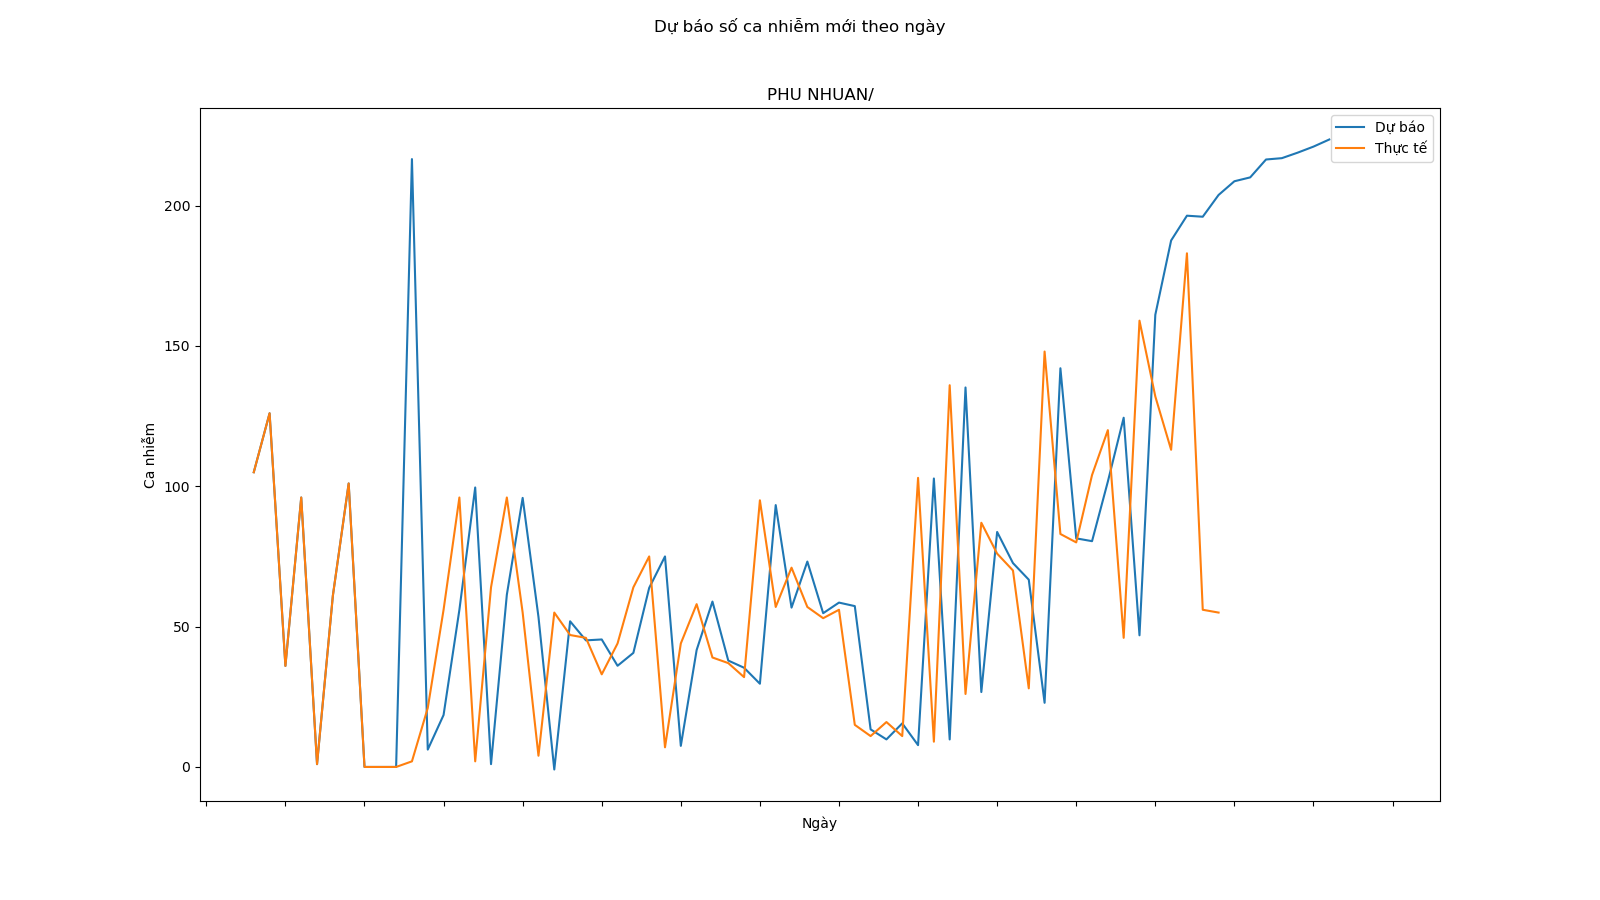 Dự báo số ca nhiễm mới theo ngày
PHU NHUAN/
Dự báo
Thực tế
200
150
100
50
0
Ca nhiễm
Ngày